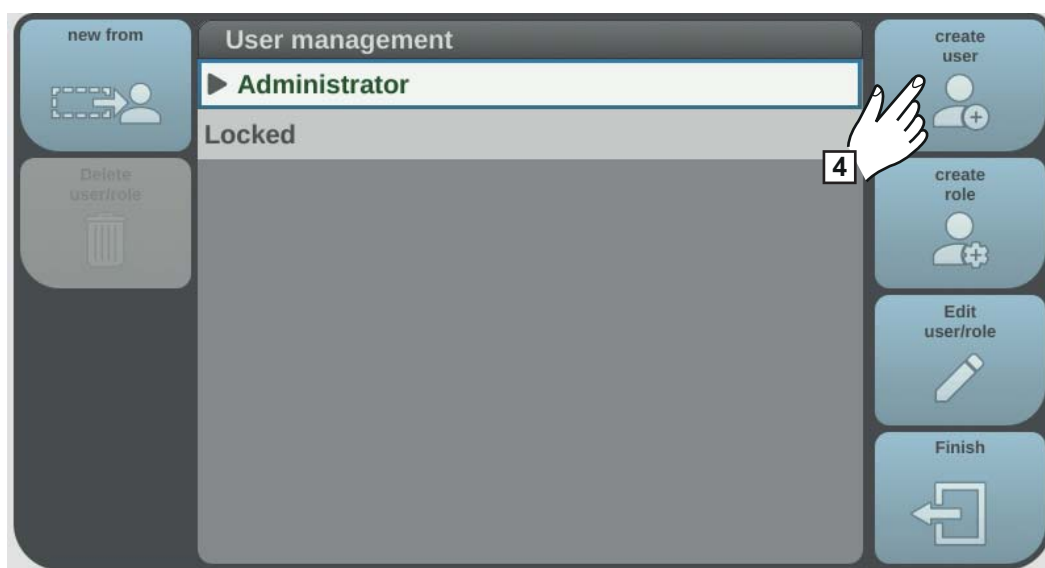 new from
User management
create
user
Administrator
Locked
4
Delete
user/role
create
role
Edit
user/role
Finish